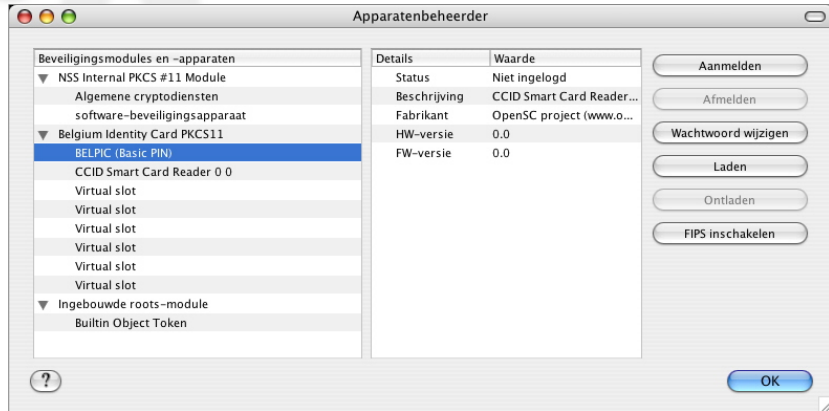 Apparatenbeheerder
Beveiligingsmodules en -apparaten
NSS Internal PKCS #11 Module
Algemene cryptodiensten
software-beveiligingsapparaat
Belgium Identity Card PKCS11
BELPIC (Basic PIN)
CCID Smart Card Reader 0 0
Virtual slot
Virtual slot
Virtual slot
Virtual slot
Virtual slot
Virtual slot
Ingebouwde roots-module
Builtin Object Token
Details Waarde
Status Niet ingelogd
Beschrijving CCID Smart Card Reader...
Fabrikant OpenSC project (www.o...
HW-versie 0.0
FW-versie 0.0
Aanmelden
Afmelden
Wachtwoord wijzigen
Laden
Ontladen
FIPS inschakelen
?
OK